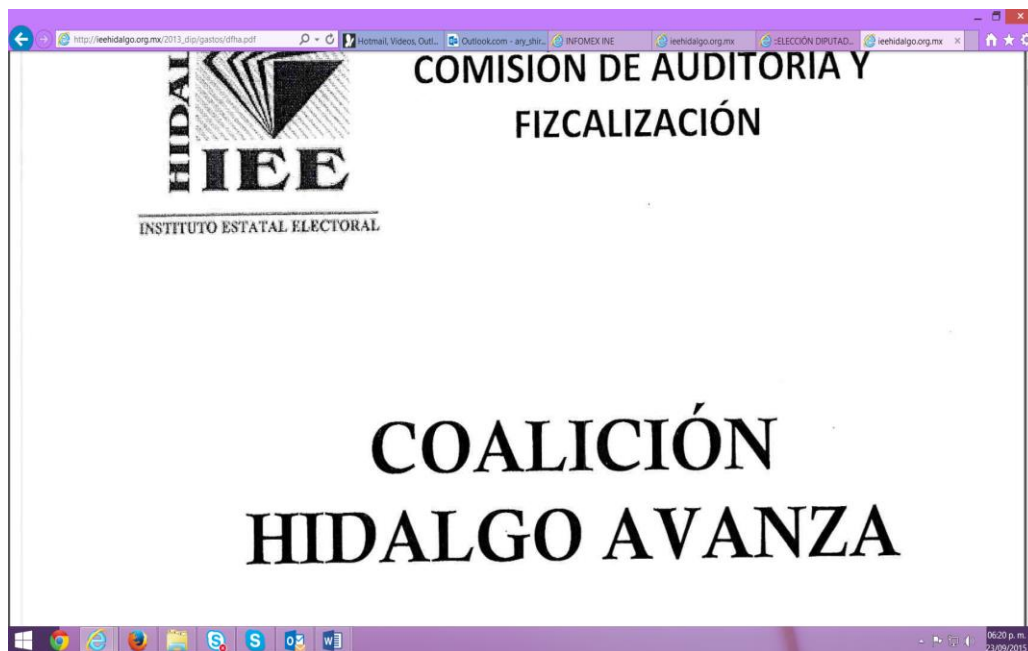 http://ieehidalgo.org.mx/2013_dip/gastos/dfha.pdf
Hotmail, Videos, Outl...
Outlook.com - ary_shir...
INFOMEX INE
ieehidalgo.org.mx
::ELECCIÓN DIPUTAD...
ieehidalgo.org.mx
COMISIÓN DE AUDITORÍA Y
FIZCALIZACIÓN
HIDAL
IEE
INSTITUTO ESTATAL ELECTORAL
COALICIÓN
HIDALGO AVANZA
06:20 p. m.
23/09/2015